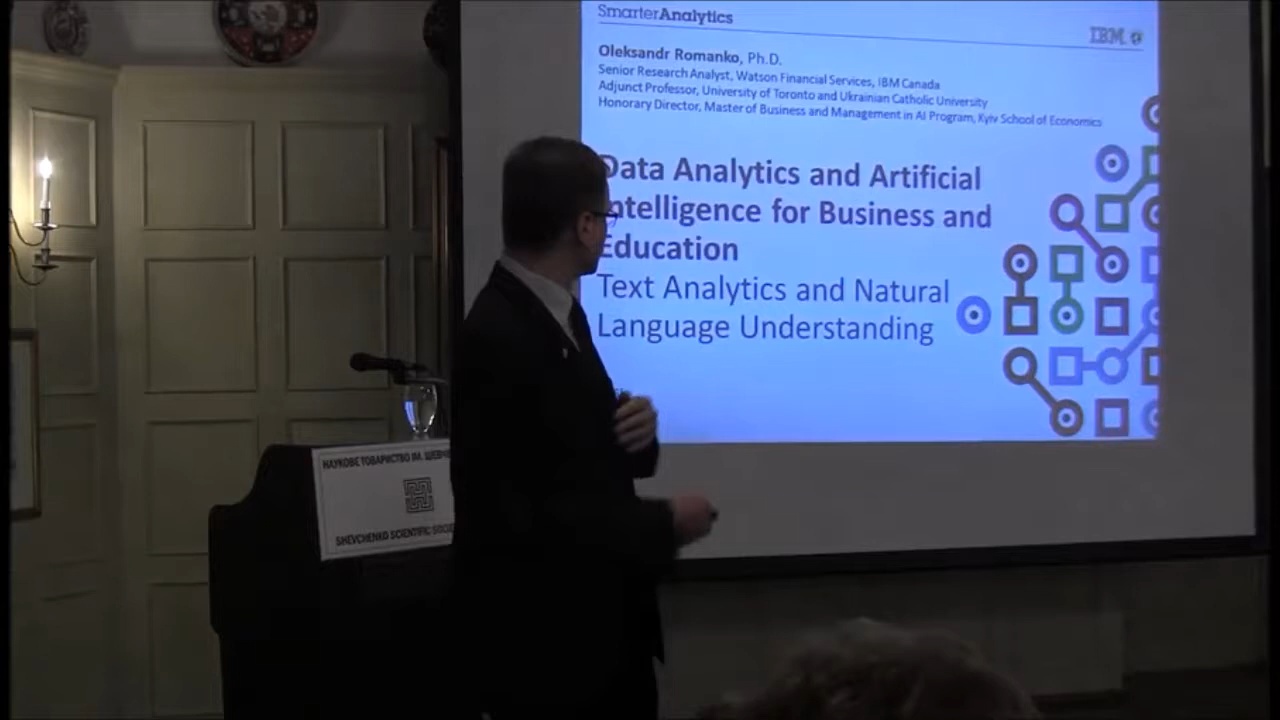 SmarterAnalytics
IBM
Oleksandr Romanko, Ph.D.
Senior Research Analyst, Watson Financial Services, IBM Canada
Adjunct Professor, University of Toronto and Ukrainian Catholic University
Honorary Director, Master of Business and Management in AI Program, Kyiv School of Economics
Data Analytics and Artificial
ntelligence for Business and
Education
Text Analytics and Natural
Language Understanding
НАУКОВЕ ТОВАРИСТВО ІМ.
SHEVCHENKO SCIENTIFIC